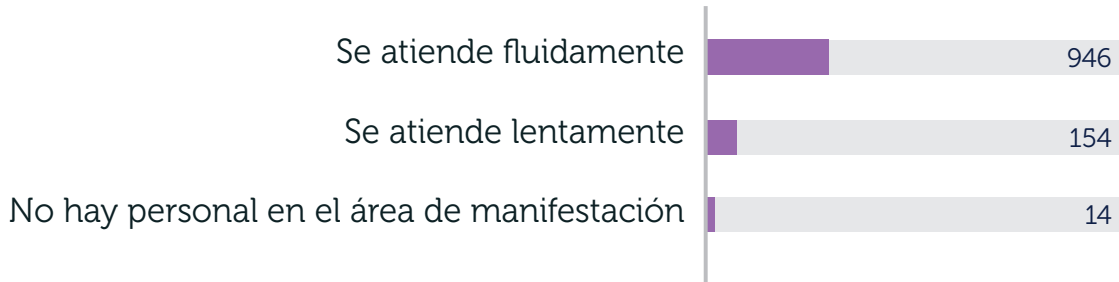 Se atiende fluidamente 946
Se atiende lentamente 154
No hay personal en el área de manifestación 14